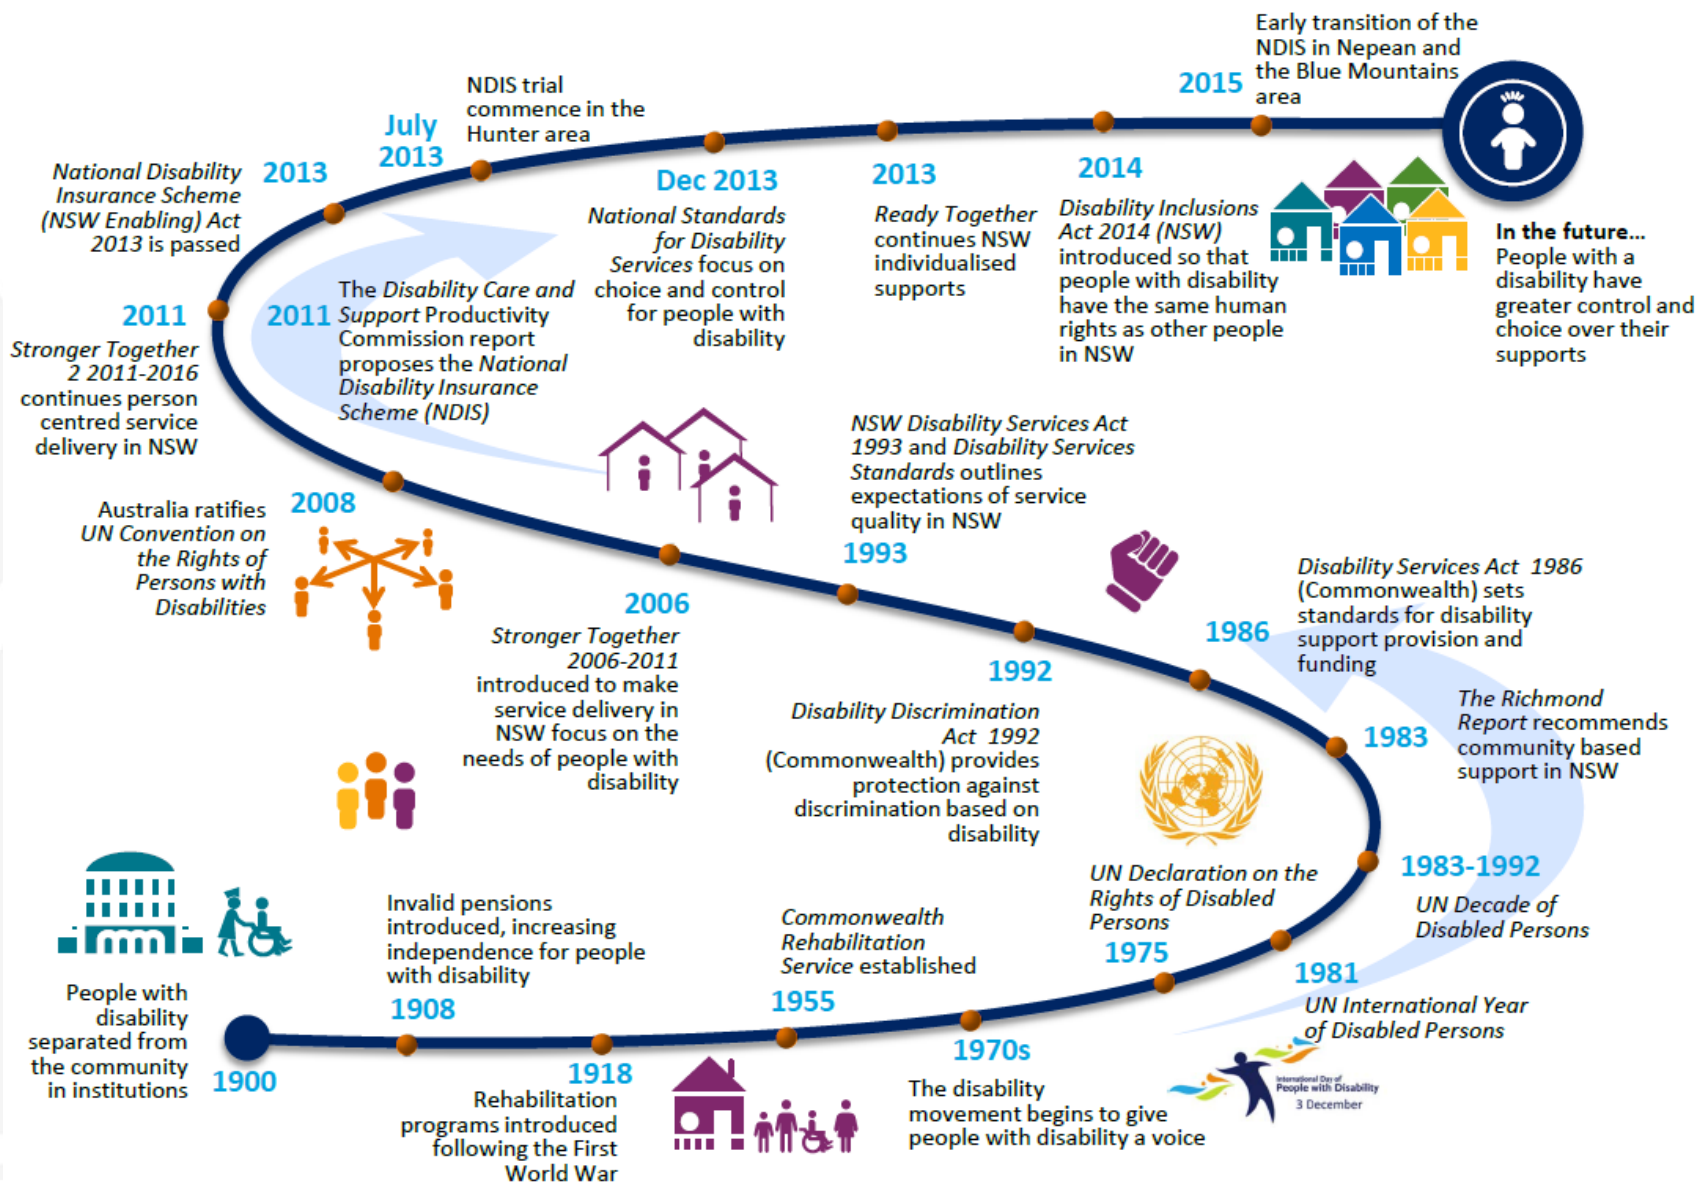 People with
disability
separated from
the community
in institutions
1900
Invalid pensions
introduced, increasing
independence for people
with disability
1908
1918
Rehabilitation
programs introduced
following the First
World War
Commonwealth
Rehabilitation
Service established
1955
1970s
The disability
movement begins to give
people with disability a voice
UN Declaration on the
Rights of Disabled
Persons
1975
1981
UN International Year
of Disabled Persons
International Day of
People with Disability
3 December
1983-1992
UN Decade of
Disabled Persons
1983
The Richmond
Report recommends
community based
support in NSW
1986
Disability Services Act 1986
(Commonwealth) sets
standards for disability
support provision and
funding
1992
Disability Discrimination
Act 1992
(Commonwealth) provides
protection against
discrimination based on
disability
NSW Disability Services Act
1993 and Disability Services
Standards outlines
expectations of service
quality in NSW
1993
2006
Stronger Together
2006-2011
introduced to make
service delivery in
NSW focus on the
needs of people with
disability
2008
Australia ratifies
UN Convention on
the Rights of
Persons with
Disabilities
2011
Stronger Together
2 2011-2016
continues person
centred service
delivery in NSW
2011
The Disability Care and
Support Productivity
Commission report
proposes the National
Disability Insurance
Scheme (NDIS)
2013
National Disability
Insurance Scheme
(NSW Enabling) Act
2013 is passed
July
2013
NDIS trial
commence in the
Hunter area
Dec 2013
National Standards
for Disability
Services focus on
choice and control
for people with
disability
2013
Ready Together
continues NSW
individualised
supports
2014
Disability Inclusions
Act 2014 (NSW)
introduced so that
people with disability
have the same human
rights as other people
in NSW
2015
Early transition of the
NDIS in Nepean and
the Blue Mountains
area
In the future...
People with a
disability have
greater control and
choice over their
supports